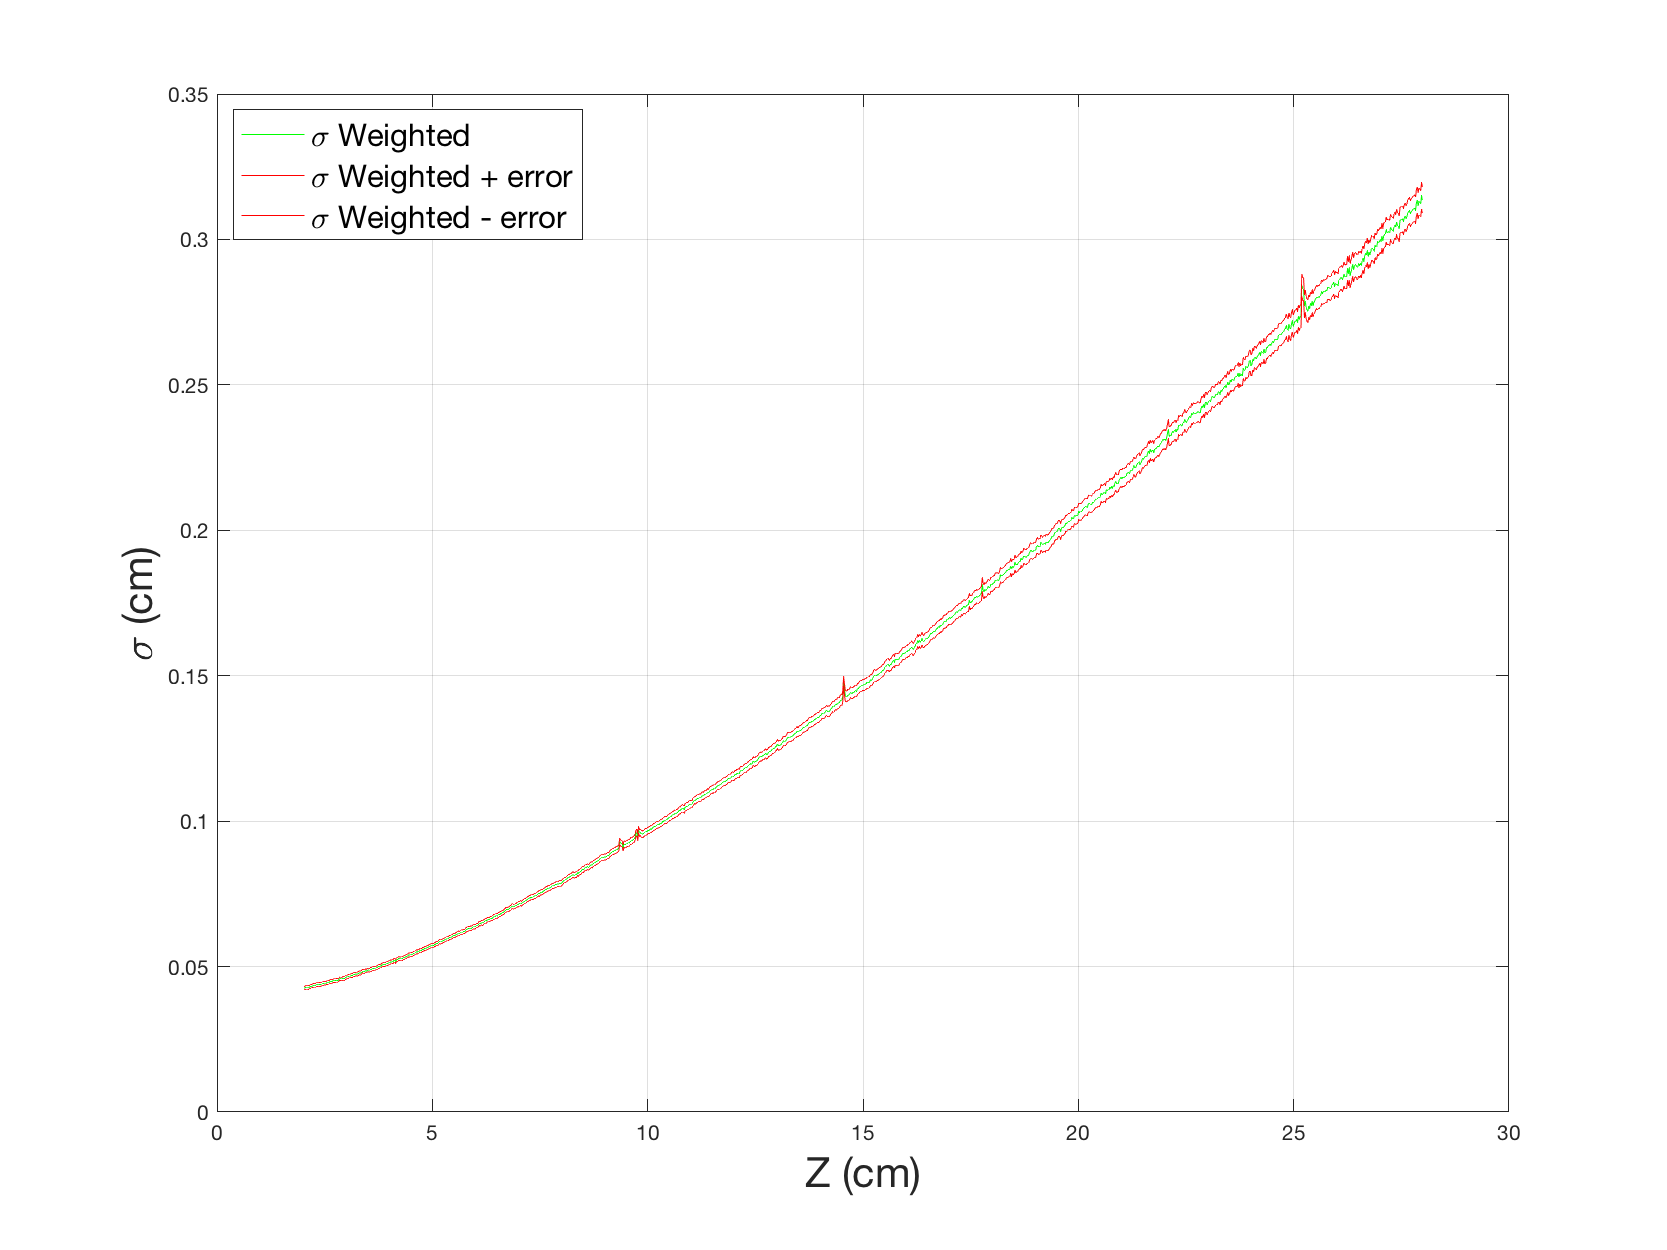 0.35
0.3
0.25
0.2
0.15
0.1
0.05
0
σ Weighted
σ Weighted + error
σ Weighted - error
σ (cm)
0 5 10 15 20 25 30
Z (cm)